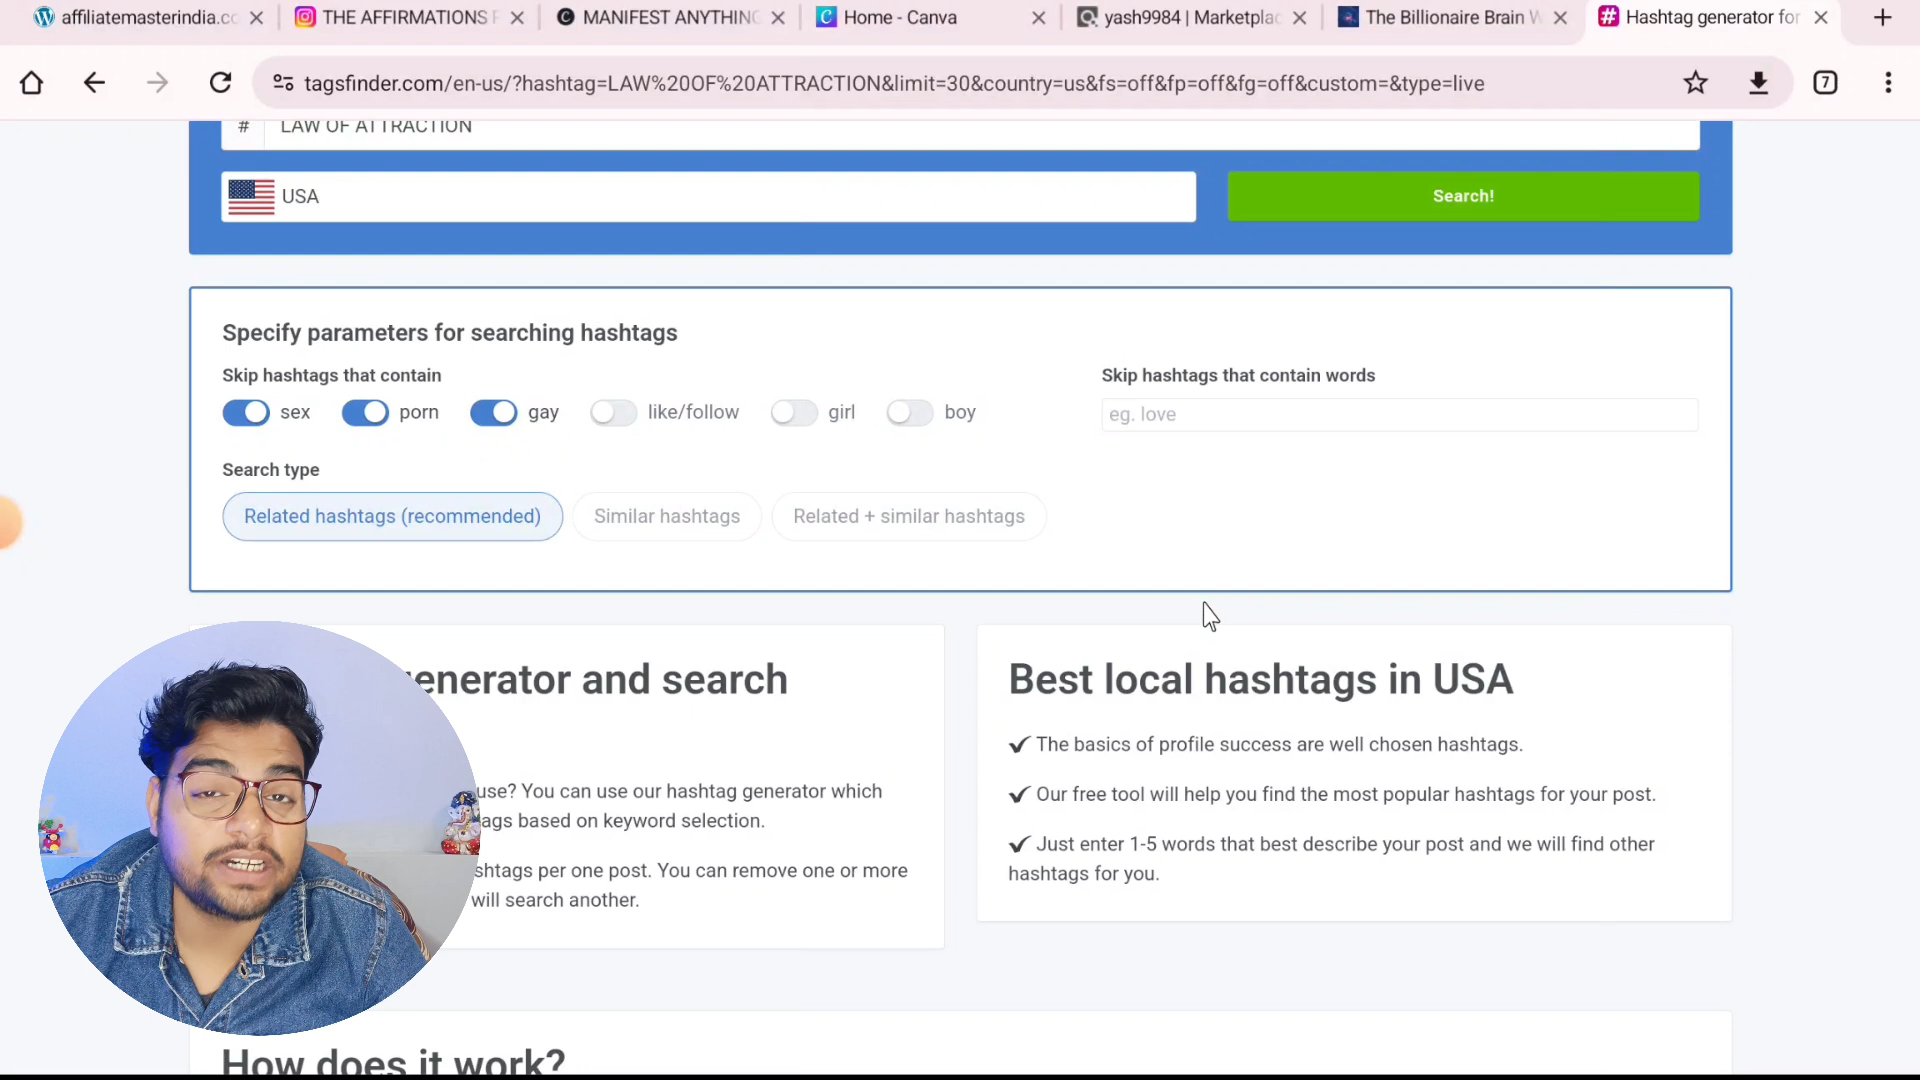 affiliatemasterindia.co
THE AFFIRMATIONS
MANIFEST ANYTHING
Home - Canva
yash9984 | Marketplac
The Billionaire Brain W
Hashtag generator for
tagsfinder.com/en-us/?hashtag=LAW%20OF%20ATTRACTION&limit=30&country=us&fs=off&fp=off&fg=off&custom=&type=live
7
# LAW OF ATTRACTION
USA
Search!
Specify parameters for searching hashtags
Skip hashtags that contain
Skip hashtags that contain words
sex porn gay like/follow girl boy
eg. love
Search type
Related hashtags (recommended) Similar hashtags Related + similar hashtags
enerator and search
use? You can use our hashtag generator which
ags based on keyword selection.
shtags per one post. You can remove one or more
will search another.
Best local hashtags in USA
✔ The basics of profile success are well chosen hashtags.
✔ Our free tool will help you find the most popular hashtags for your post.
✔ Just enter 1-5 words that best describe your post and we will find other
hashtags for you.
How does it work?